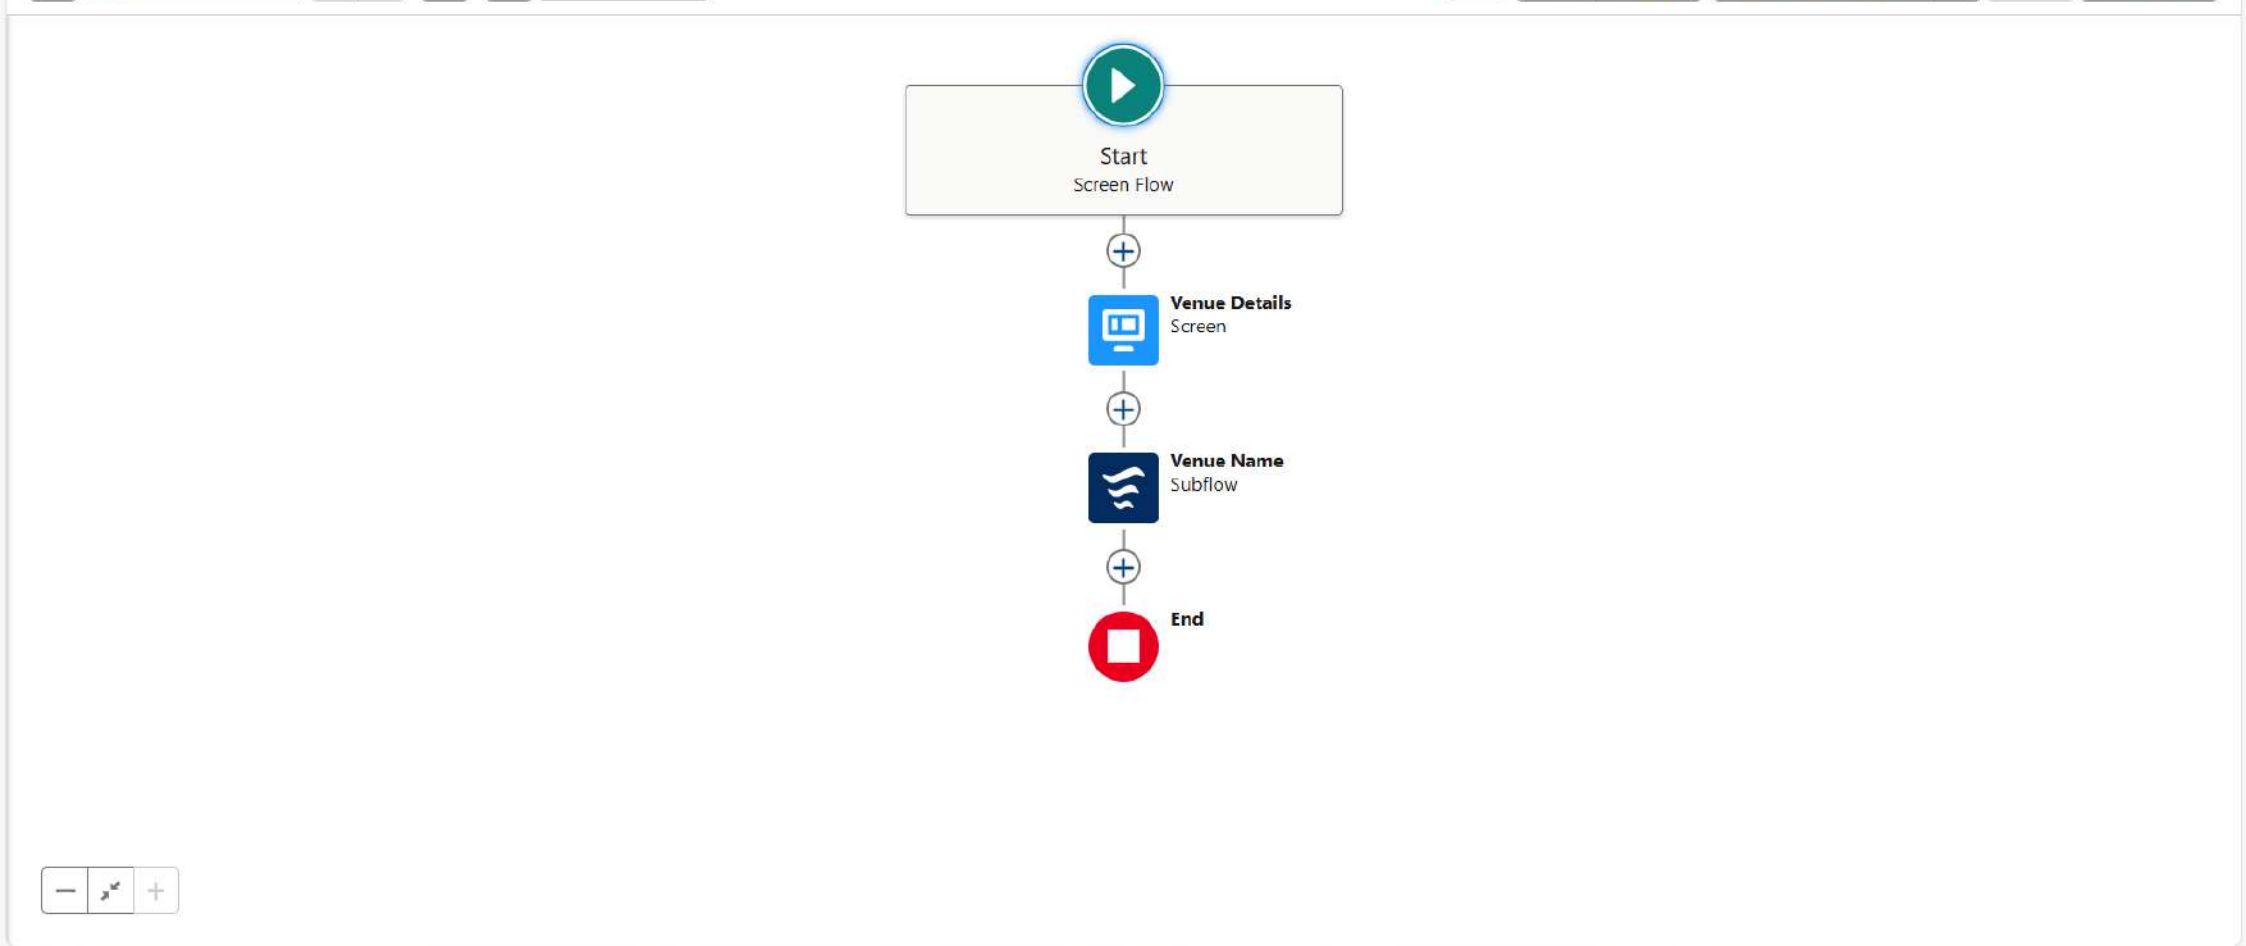 Start
Screen Flow
Venue Details
Screen
Venue Name
Subflow
End